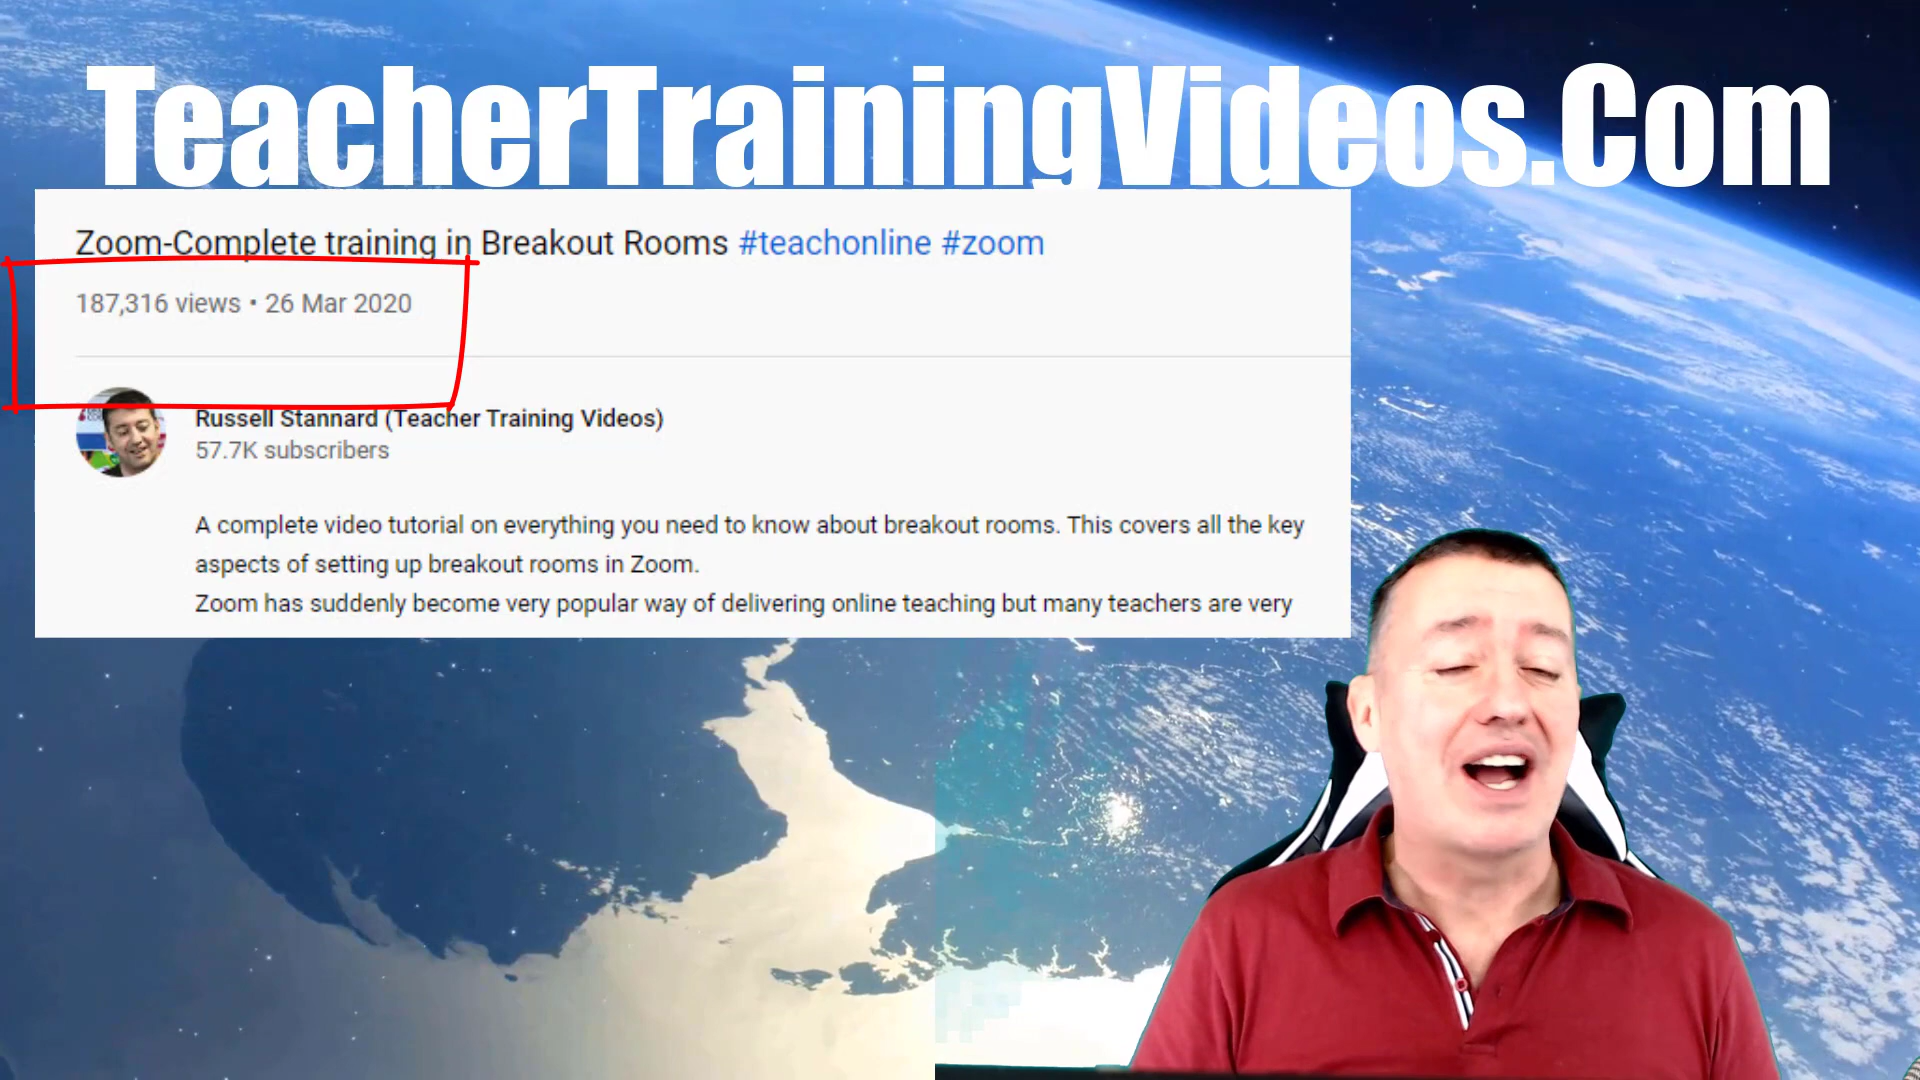 TeacherTrainingVideos.Com
Zoom-Complete training in Breakout Rooms #teachonline #zoom
187,316 views • 26 Mar 2020
Russell Stannard (Teacher Training Videos)
57.7K subscribers
A complete video tutorial on everything you need to know about breakout rooms. This covers all the key
aspects of setting up breakout rooms in Zoom.
Zoom has suddenly become very popular way of delivering online teaching but many teachers are very